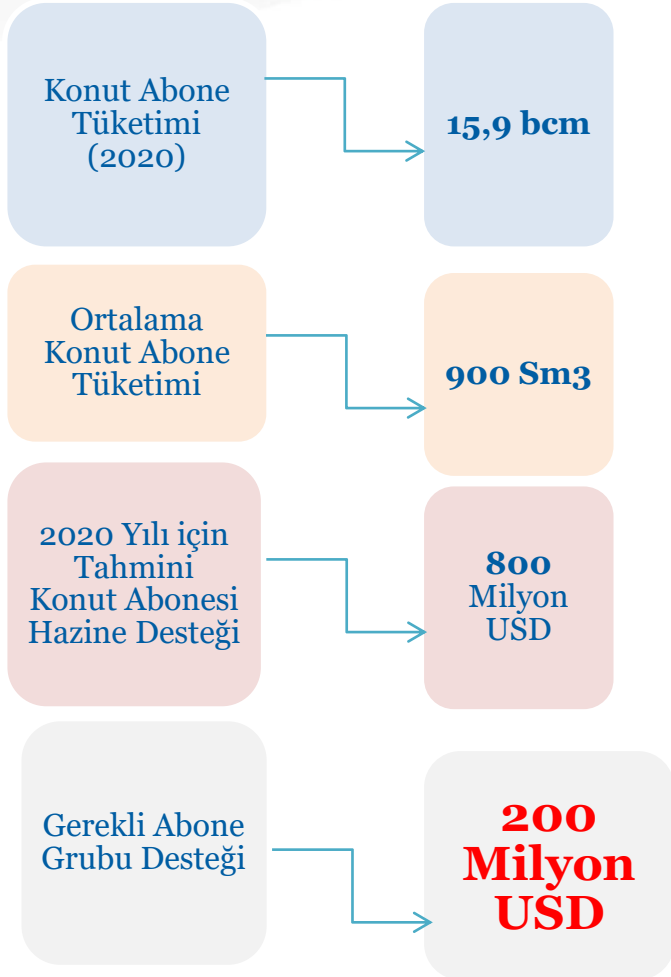 Konut Abone
Tüketimi
(2020)
15,9 bcm
Ortalama
Konut Abone
Tüketimi
900 Sm3
2020 Yılı için
Tahmini
Konut Abonesi
Hazine Desteği
800
Milyon
USD
Gerekli Abone
Grubu Desteği
200
Milyon
USD